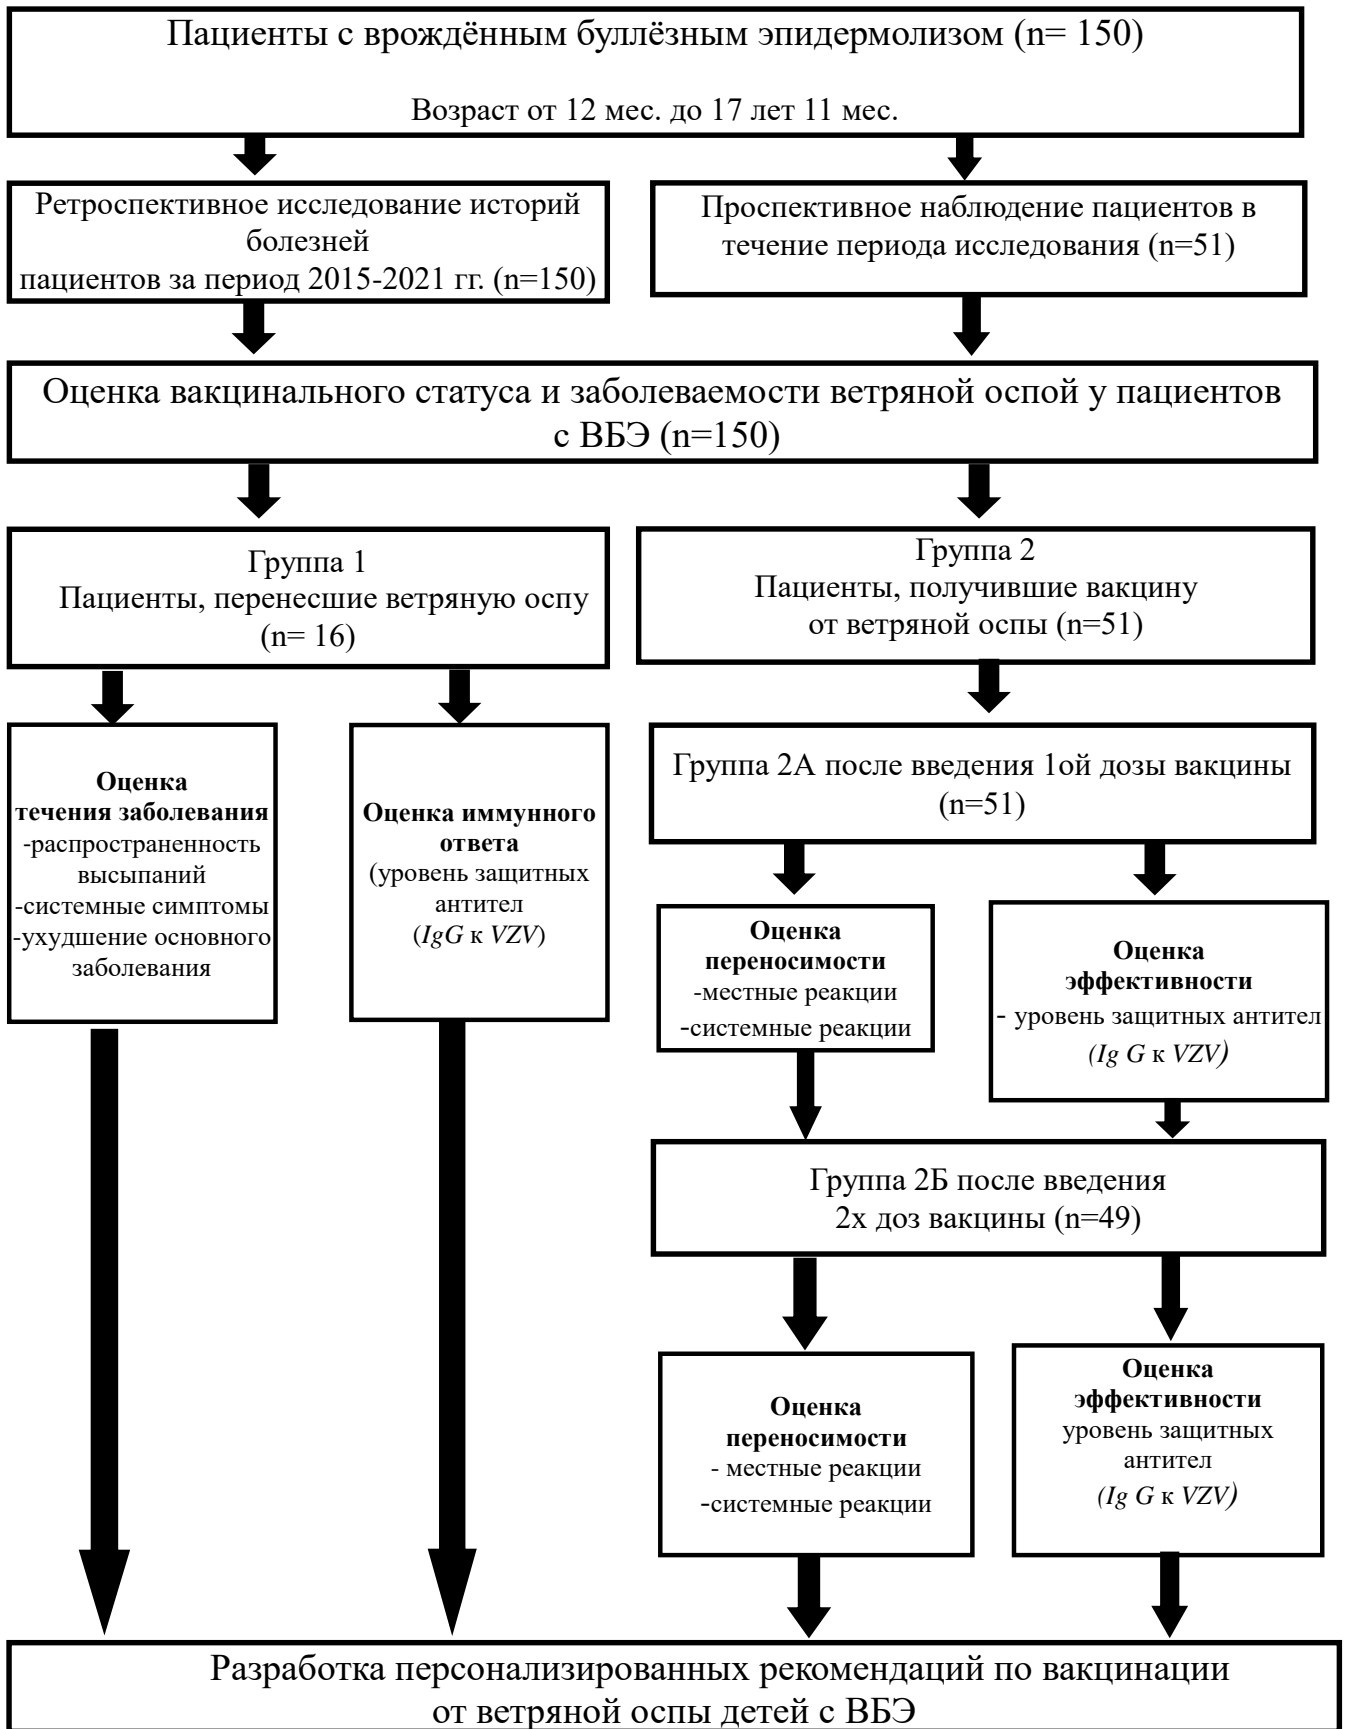 Пациенты с врождённым буллёзным эпидермолизом (n= 150)
Возраст от 12 мес. до 17 лет 11 мес.
Ретроспективное исследование историй
болезней
пациентов за период 2015-2021 гг. (n=150)
Проспективное наблюдение пациентов в
течение периода исследования (n=51)
Оценка вакцинального статуса и заболеваемости ветряной оспой у пациентов
с ВБЭ (n=150)
Группа 1
Пациенты, перенесшие ветряную оспу
(n= 16)
Группа 2
Пациенты, получившие вакцину
от ветряной оспы (n=51)
Оценка
течения заболевания
-распространенность
высыпаний
-системные симптомы
-ухудшение основного
заболевания
Оценка иммунного
ответа
(уровень защитных
антител
(IgG к VZV)
Группа 2А после введения 1ой дозы вакцины
(n=51)
Оценка
переносимости
-местные реакции
-системные реакции
Оценка
эффективности
- уровень защитных антител
(Ig G к VZV)
Группа 2Б после введения
2х доз вакцины (n=49)
Оценка
переносимости
- местные реакции
-системные реакции
Оценка
эффективности
уровень защитных
антител
(Ig G к VZV)
Разработка персонализированных рекомендаций по вакцинации
от ветряной оспы детей с ВБЭ